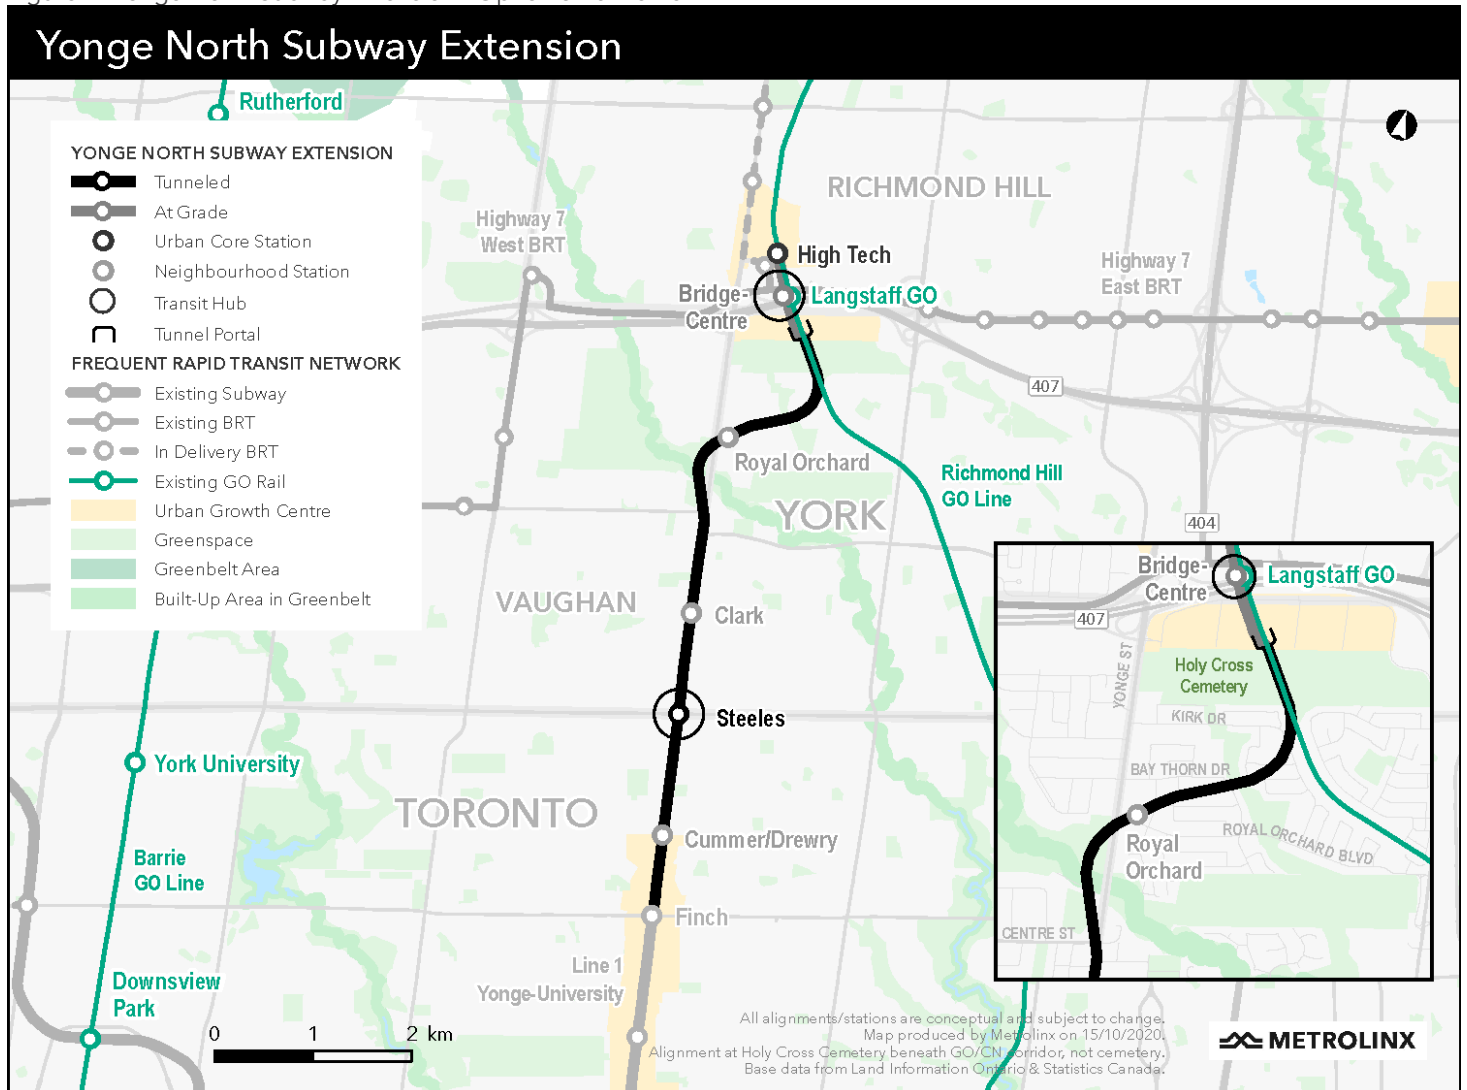 Yonge North Subway Extension
Rutherford
YONGE NORTH SUBWAY EXTENSION
Tunneled
At Grade
Urban Core Station
Neighbourhood Station
Transit Hub
Tunnel Portal
FREQUENT RAPID TRANSIT NETWORK
Existing Subway
Existing BRT
In Delivery BRT
Existing GO Rail
Urban Growth Centre
Greenspace
Greenbelt Area
Built-Up Area in Greenbelt
RICHMOND HILL
Highway 7
West BRT
High Tech
Highway 7
East BRT
Bridge-
Centre
Langstaff GO
407
Royal Orchard
Richmond Hill
GO Line
YORK
404
VAUGHAN
Clark
Steeles
York University
TORONTO
Cummer/Drewry
Barrie
GO Line
Finch
Line 1
Yonge-University
Downsview
Park
0 1 2 km
Bridge-
Centre
Langstaff GO
407
YONGE ST
Holy Cross
Cemetery
KIRK DR
BAY THORN DR
ROYAL ORCHARD BLVD
Royal
Orchard
CENTRE ST
All alignments/stations are conceptual and subject to change.
Map produced by Metrolinx on 15/10/2020.
Alignment at Holy Cross Cemetery beneath GO/CN corridor, not cemetery.
Base data from Land Information Ontario & Statistics Canada.
METROLINX